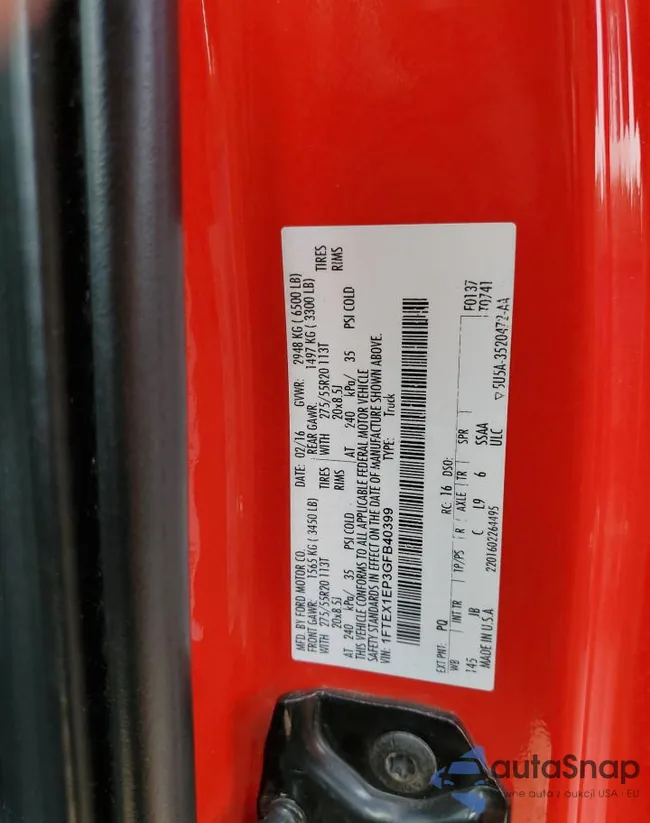 MFD. BY FORD MOTOR CO. DATE: 02/16 GVWR: 2948 KG ( 6500 LB)
FRONT GAWR: 1565 KG ( 3450 LB) REAR GAWR: 1497 KG ( 3300 LB)
WITH 275/55R20 113T TIRES WITH 275/55R20 113T TIRES
20x8.5J RIMS 20x8.5J RIMS
AT 240 kPa/ 35 PSI COLD AT 240 kPa/ 35 PSI COLD
THIS VEHICLE CONFORMS TO ALL APPLICABLE FEDERAL MOTOR VEHICLE
SAFETY STANDARDS IN EFFECT ON THE DATE OF MANUFACTURE SHOWN ABOVE.
VIN: 1FTEX1EP3GFB40399 TYPE: Truck
EXT PNT: PQ RC: 16 DSO: F0137
WB INT TR TP/PS R AXLE TR SPR T0741
145 JB C L9 6 SSAA
MADE IN U.S.A 2201602264495 ULC
▽5U5A-3520472-AA
autaSnap
aukcji USA · EU